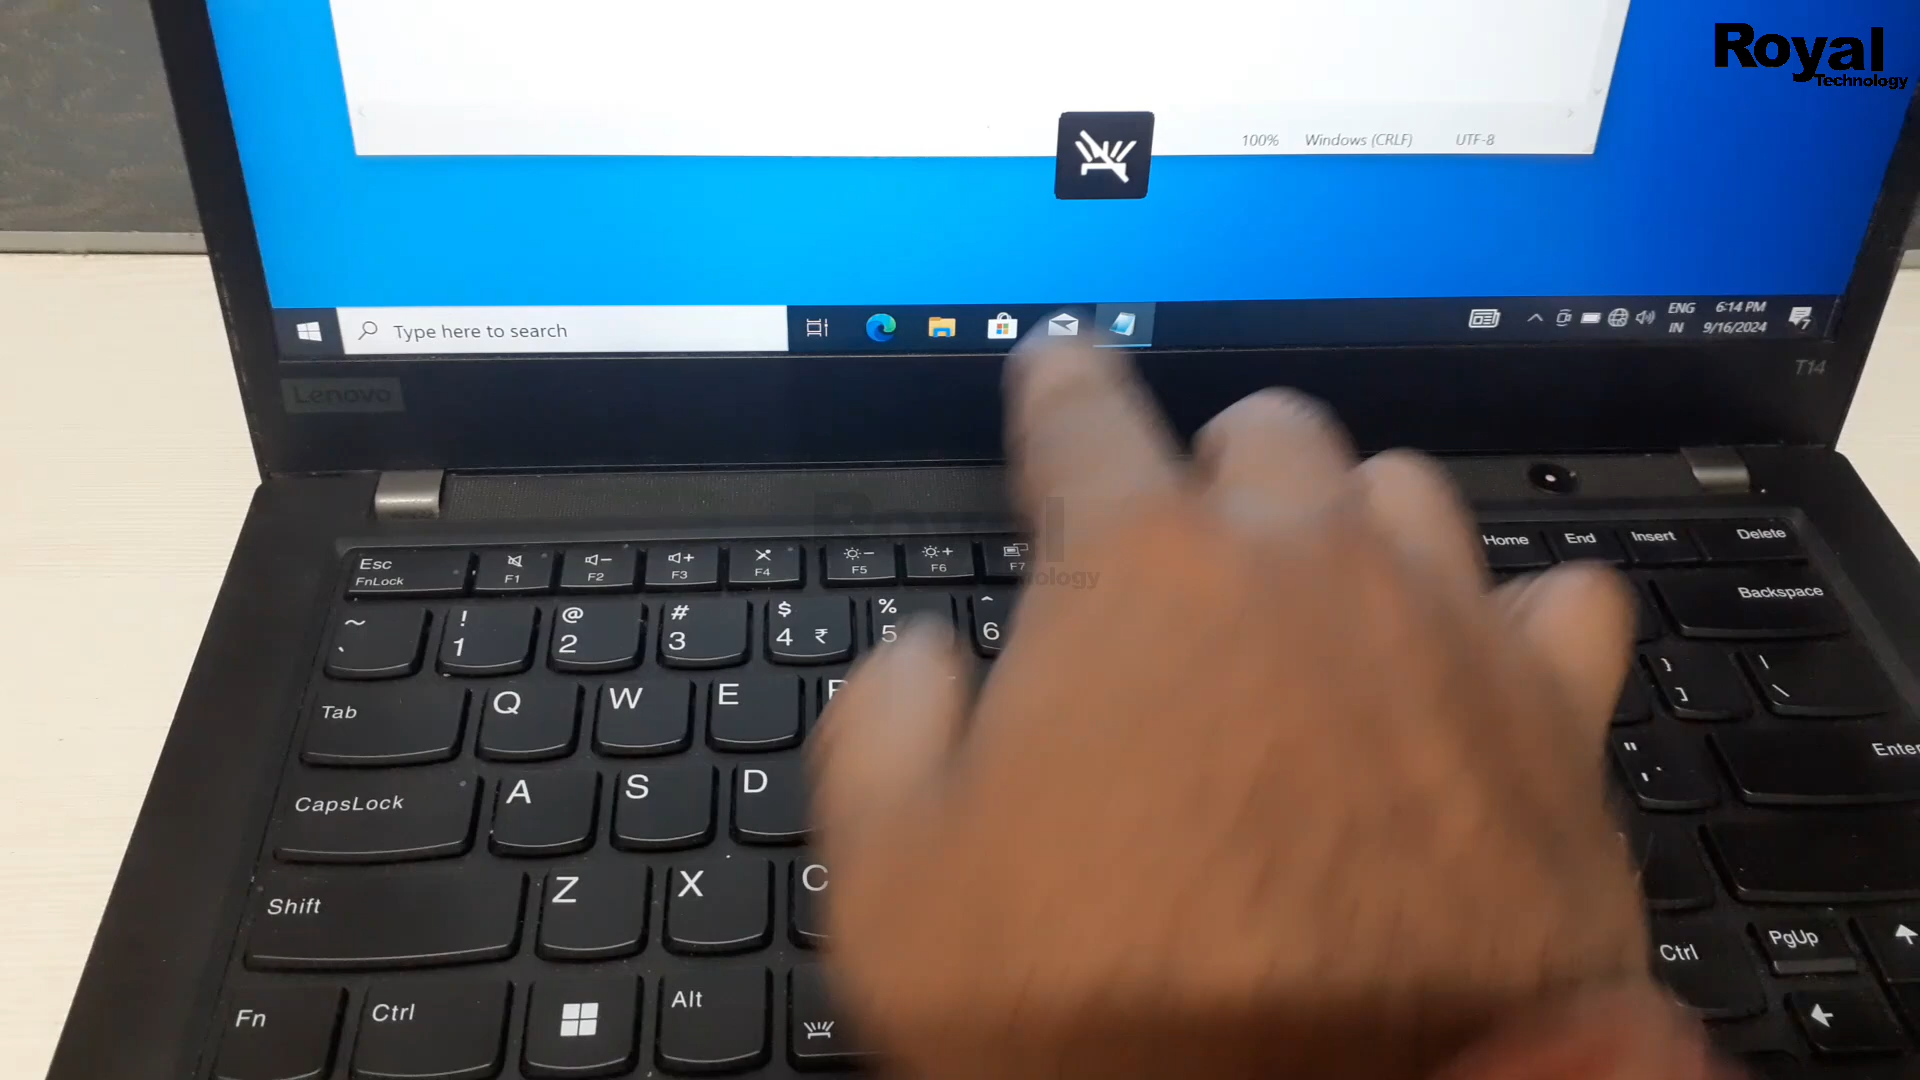 Royal
Technology
100% Windows (CRLF) UTF-8
Type here to search
ENG 6:14 PM
IN 9/16/2024
7
Lenovo
T14
Royal
Esc
FnLock
F1
F2
F3
F4
F5
F6
F7
Home End Insert Delete
~ `
! 1
@ 2
# 3
$ 4 ₹
% 5
^ 6
Backspace
Tab Q W E
} ]
| \
CapsLock A S D
" '
Enter
Shift Z X C
Fn Ctrl Alt
Ctrl PgUp